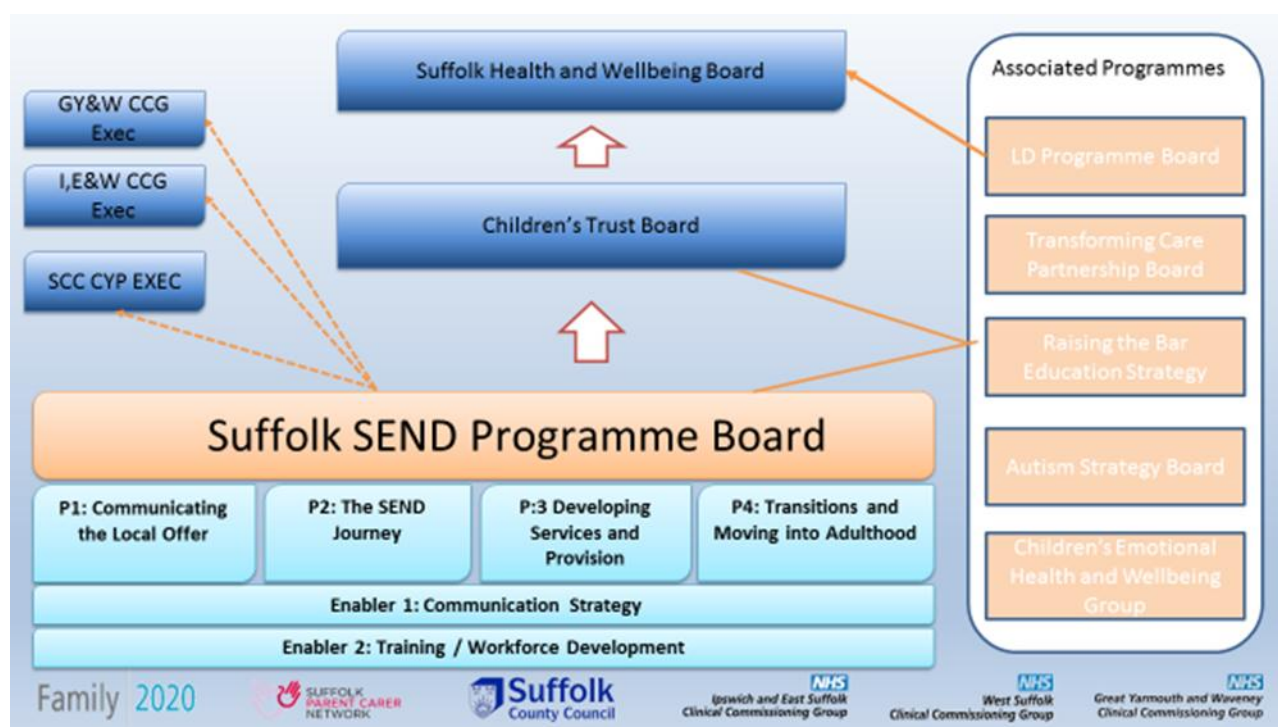 Suffolk Health and Wellbeing Board
GY&W CCG
Exec
I,E&W CCG
Exec
SCC CYP EXEC
Children's Trust Board
Associated Programmes
LD Programme Board
Transforming Care
Partnership Board
Raising the Bar
Education Strategy
Autism Strategy Board
Children's Emotional
Health and Wellbeing
Group
Suffolk SEND Programme Board
P1: Communicating
the Local Offer
P2: The SEND
Journey
P:3 Developing
Services and
Provision
P4: Transitions and
Moving into Adulthood
Enabler 1: Communication Strategy
Enabler 2: Training / Workforce Development
Family 2020
SUFFOLK
PARENT CARER
NETWORK
Suffolk
County Council
NHS
Ipswich and East Suffolk
Clinical Commissioning Group
NHS
West Suffolk
Clinical Commissioning Group
NHS
Great Yarmouth and Waveney
Clinical Commissioning Group